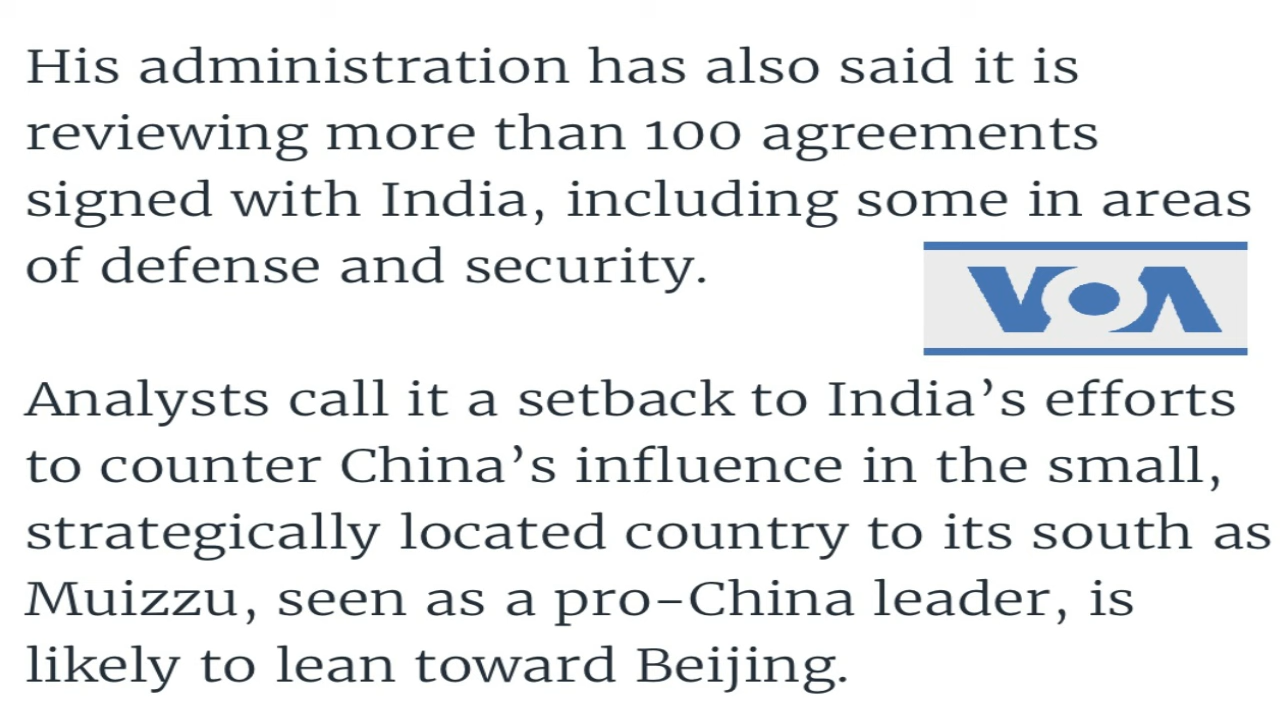 His administration has also said it is
reviewing more than 100 agreements
signed with India, including some in areas
of defense and security.
VOA
Analysts call it a setback to India’s efforts
to counter China’s influence in the small,
strategically located country to its south as
Muizzu, seen as a pro-China leader, is
likely to lean toward Beijing.